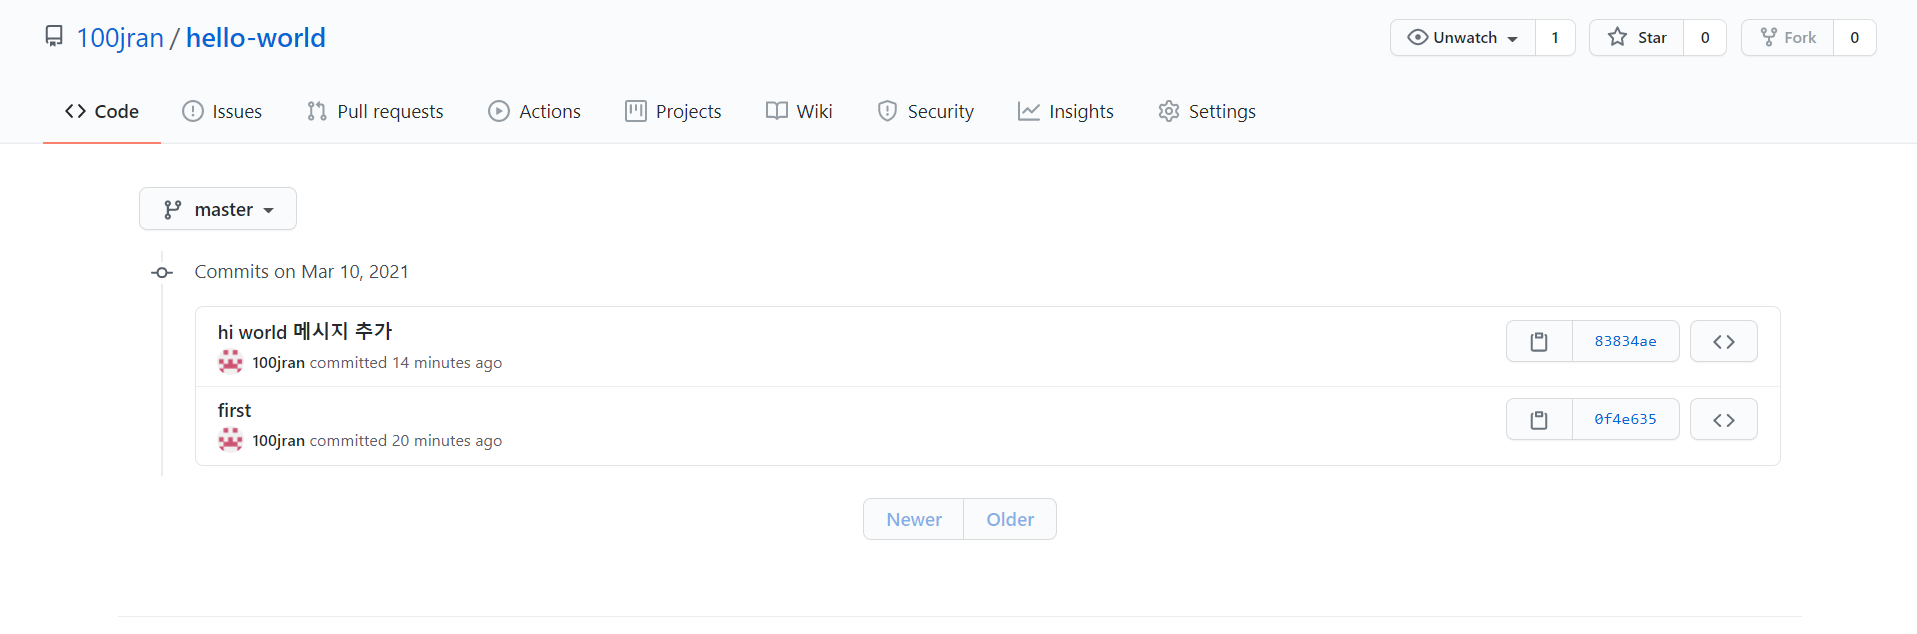 100jran / hello-world
Unwatch 1 Star 0 Fork 0
Code Issues Pull requests Actions Projects Wiki Security Insights Settings
master
Commits on Mar 10, 2021
hi world 메시지 추가
100jran committed 14 minutes ago
83834ae
first
100jran committed 20 minutes ago
0f4e635
Newer Older